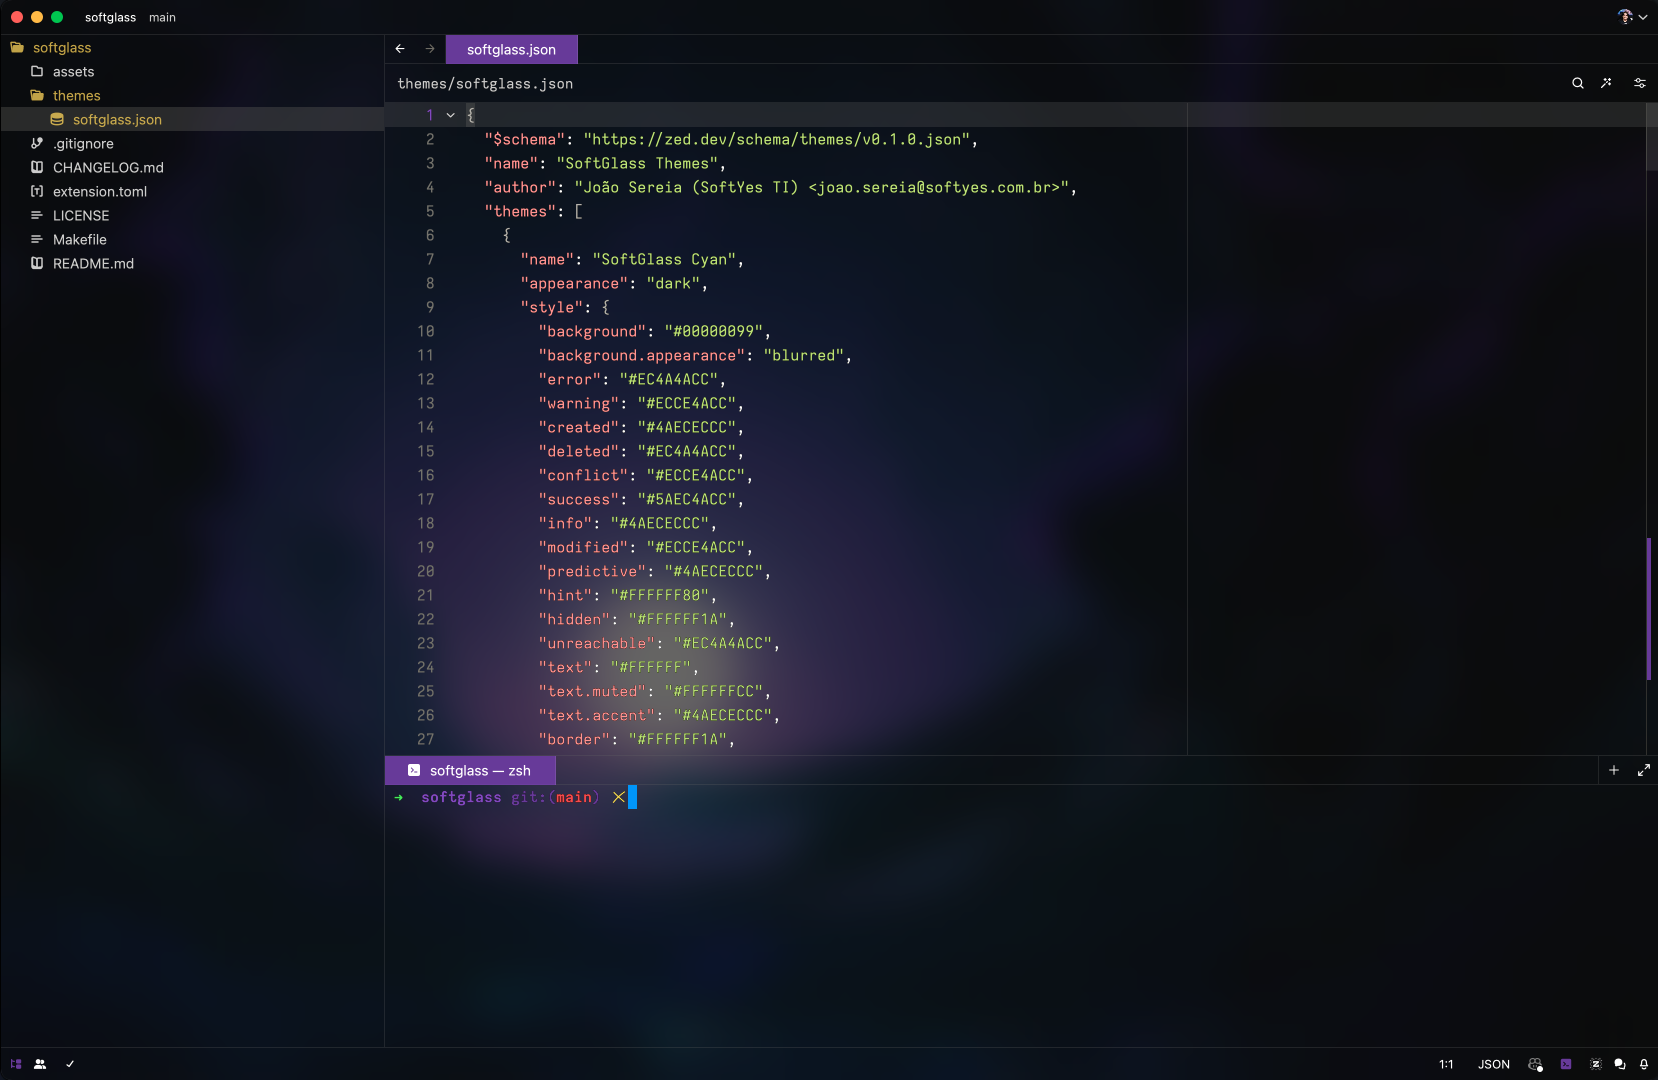 softglass main
softglass
assets
themes
softglass.json
.gitignore
CHANGELOG.md
extension.toml
LICENSE
Makefile
README.md
softglass.json
themes/softglass.json
1 {
2 "$schema": "https://zed.dev/schema/themes/v0.1.0.json",
3 "name": "SoftGlass Themes",
4 "author": "João Sereia (SoftYes TI) <joao.sereia@softyes.com.br>",
5 "themes": [
6 {
7 "name": "SoftGlass Cyan",
8 "appearance": "dark",
9 "style": {
10 "background": "#00000099",
11 "background.appearance": "blurred",
12 "error": "#EC4A4ACC",
13 "warning": "#ECCE4ACC",
14 "created": "#4AECECCC",
15 "deleted": "#EC4A4ACC",
16 "conflict": "#ECCE4ACC",
17 "success": "#5AEC4ACC",
18 "info": "#4AECECCC",
19 "modified": "#ECCE4ACC",
20 "predictive": "#4AECECCC",
21 "hint": "#FFFFFF80",
22 "hidden": "#FFFFFF1A",
23 "unreachable": "#EC4A4ACC",
24 "text": "#FFFFFF",
25 "text.muted": "#FFFFFFCC",
26 "text.accent": "#4AECECCC",
27 "border": "#FFFFFF1A",
softglass — zsh
➜ softglass git:(main) ✗
1:1 JSON